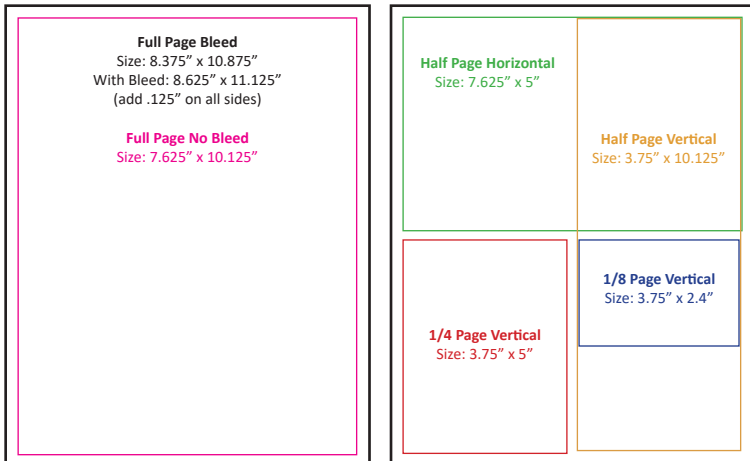 Full Page Bleed
Size: 8.375” x 10.875”
With Bleed: 8.625” x 11.125”
(add .125” on all sides)
Full Page No Bleed
Size: 7.625” x 10.125”
Half Page Horizontal
Size: 7.625” x 5”
Half Page Vertical
Size: 3.75” x 10.125”
1/8 Page Vertical
Size: 3.75” x 2.4”
1/4 Page Vertical
Size: 3.75” x 5”